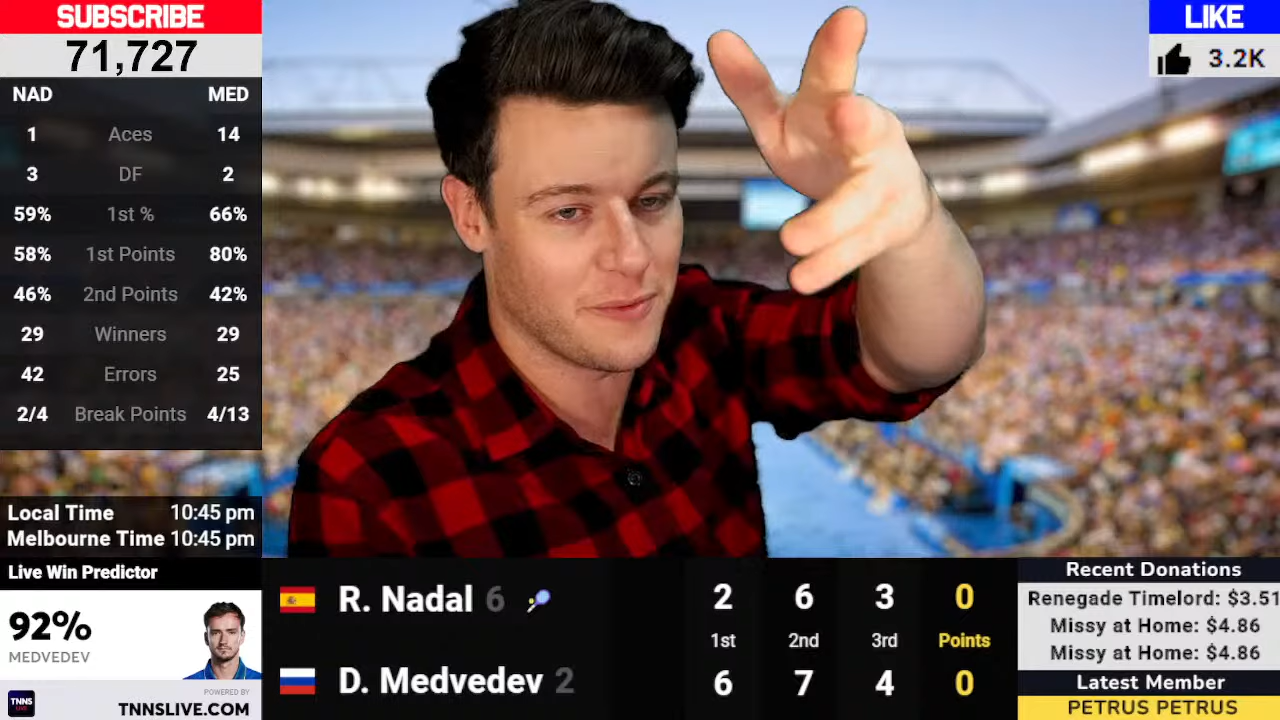 SUBSCRIBE
71,727
NAD MED
1 Aces 14
3 DF 2
59% 1st % 66%
58% 1st Points 80%
46% 2nd Points 42%
29 Winners 29
42 Errors 25
2/4 Break Points 4/13
Local Time 10:45 pm
Melbourne Time 10:45 pm
Live Win Predictor
92%
MEDVEDEV
POWERED BY
TNNS
LIVE
TNNSLIVE.COM
LIKE
3.2K
R. Nadal 6 2 6 3 0
1st 2nd 3rd Points
D. Medvedev 2 6 7 4 0
Recent Donations
Renegade Timelord: $3.51
Missy at Home: $4.86
Missy at Home: $4.86
Latest Member
PETRUS PETRUS